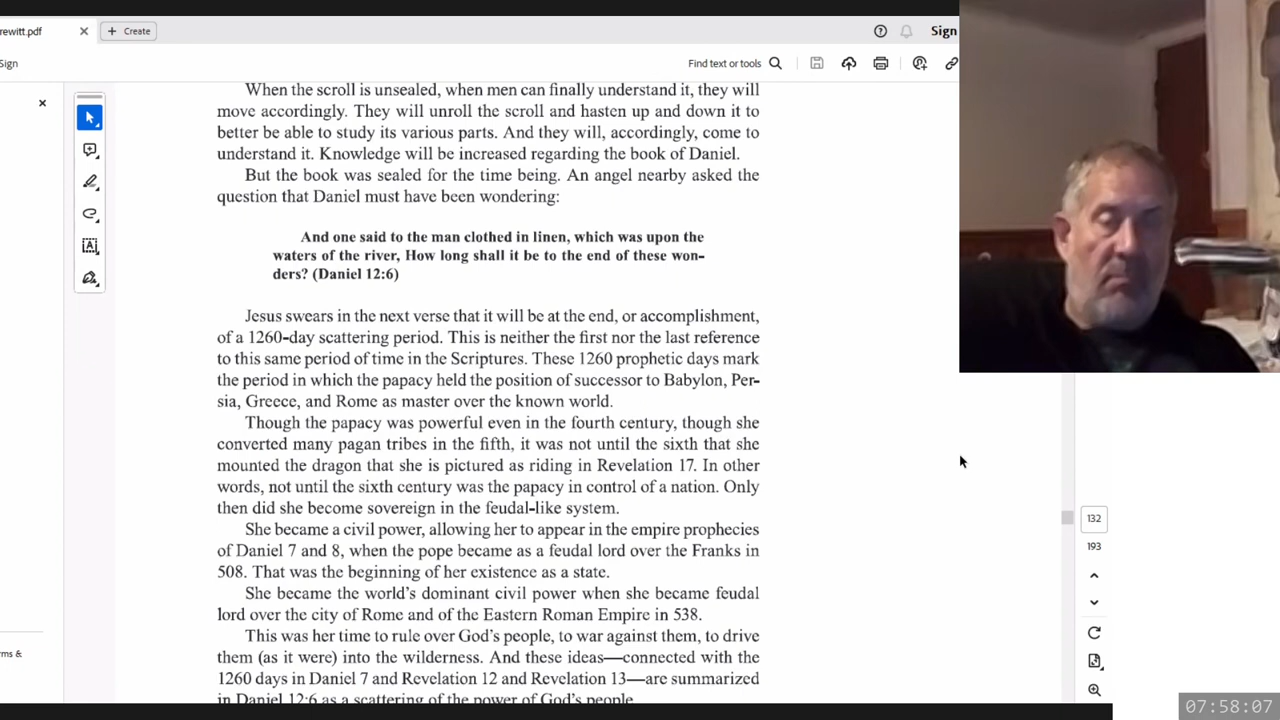 rewitt.pdf
Create
Sign
Sign
Find text or tools
When the scroll is unsealed, when men can finally understand it, they will
move accordingly. They will unroll the scroll and hasten up and down it to
better be able to study its various parts. And they will, accordingly, come to
understand it. Knowledge will be increased regarding the book of Daniel.
But the book was sealed for the time being. An angel nearby asked the
question that Daniel must have been wondering:
And one said to the man clothed in linen, which was upon the
waters of the river, How long shall it be to the end of these won-
ders? (Daniel 12:6)
Jesus swears in the next verse that it will be at the end, or accomplishment,
of a 1260-day scattering period. This is neither the first nor the last reference
to this same period of time in the Scriptures. These 1260 prophetic days mark
the period in which the papacy held the position of successor to Babylon, Per-
sia, Greece, and Rome as master over the known world.
Though the papacy was powerful even in the fourth century, though she
converted many pagan tribes in the fifth, it was not until the sixth that she
mounted the dragon that she is pictured as riding in Revelation 17. In other
words, not until the sixth century was the papacy in control of a nation. Only
then did she become sovereign in the feudal-like system.
She became a civil power, allowing her to appear in the empire prophecies
of Daniel 7 and 8, when the pope became as a feudal lord over the Franks in
508. That was the beginning of her existence as a state.
She became the world's dominant civil power when she became feudal
lord over the city of Rome and of the Eastern Roman Empire in 538.
This was her time to rule over God's people, to war against them, to drive
them (as it were) into the wilderness. And these ideas—connected with the
1260 days in Daniel 7 and Revelation 12 and Revelation 13—are summarized
in Daniel 12:6 as a scattering of the power of God's people.
132
193
rms &
07:58:07